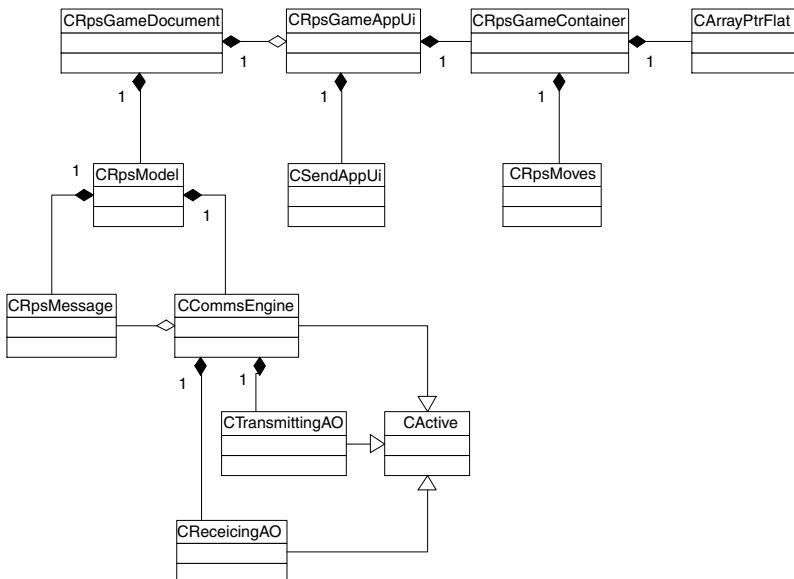 CRpsGameDocument
CRpsGameAppUi
CRpsGameContainer
CArrayPtrFlat
1
1
1
1
1
1
CRpsModel
CSendAppUi
CRpsMoves
1
1
CRpsMessage
CCommsEngine
1
1
CTransmittingAO
CActive
CReceicingAO